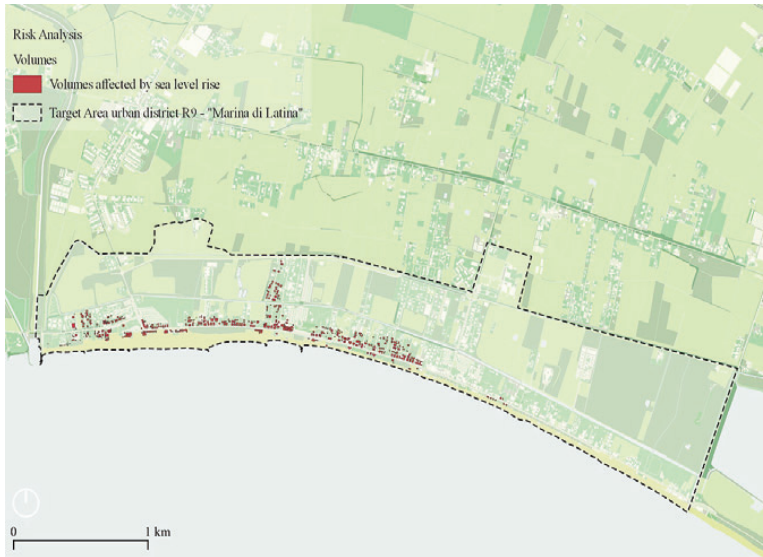 Risk Analysis
Volumes
Volumes affected by sea level rise
Target Area urban district R9 - "Marina di Latina"
0
1 km